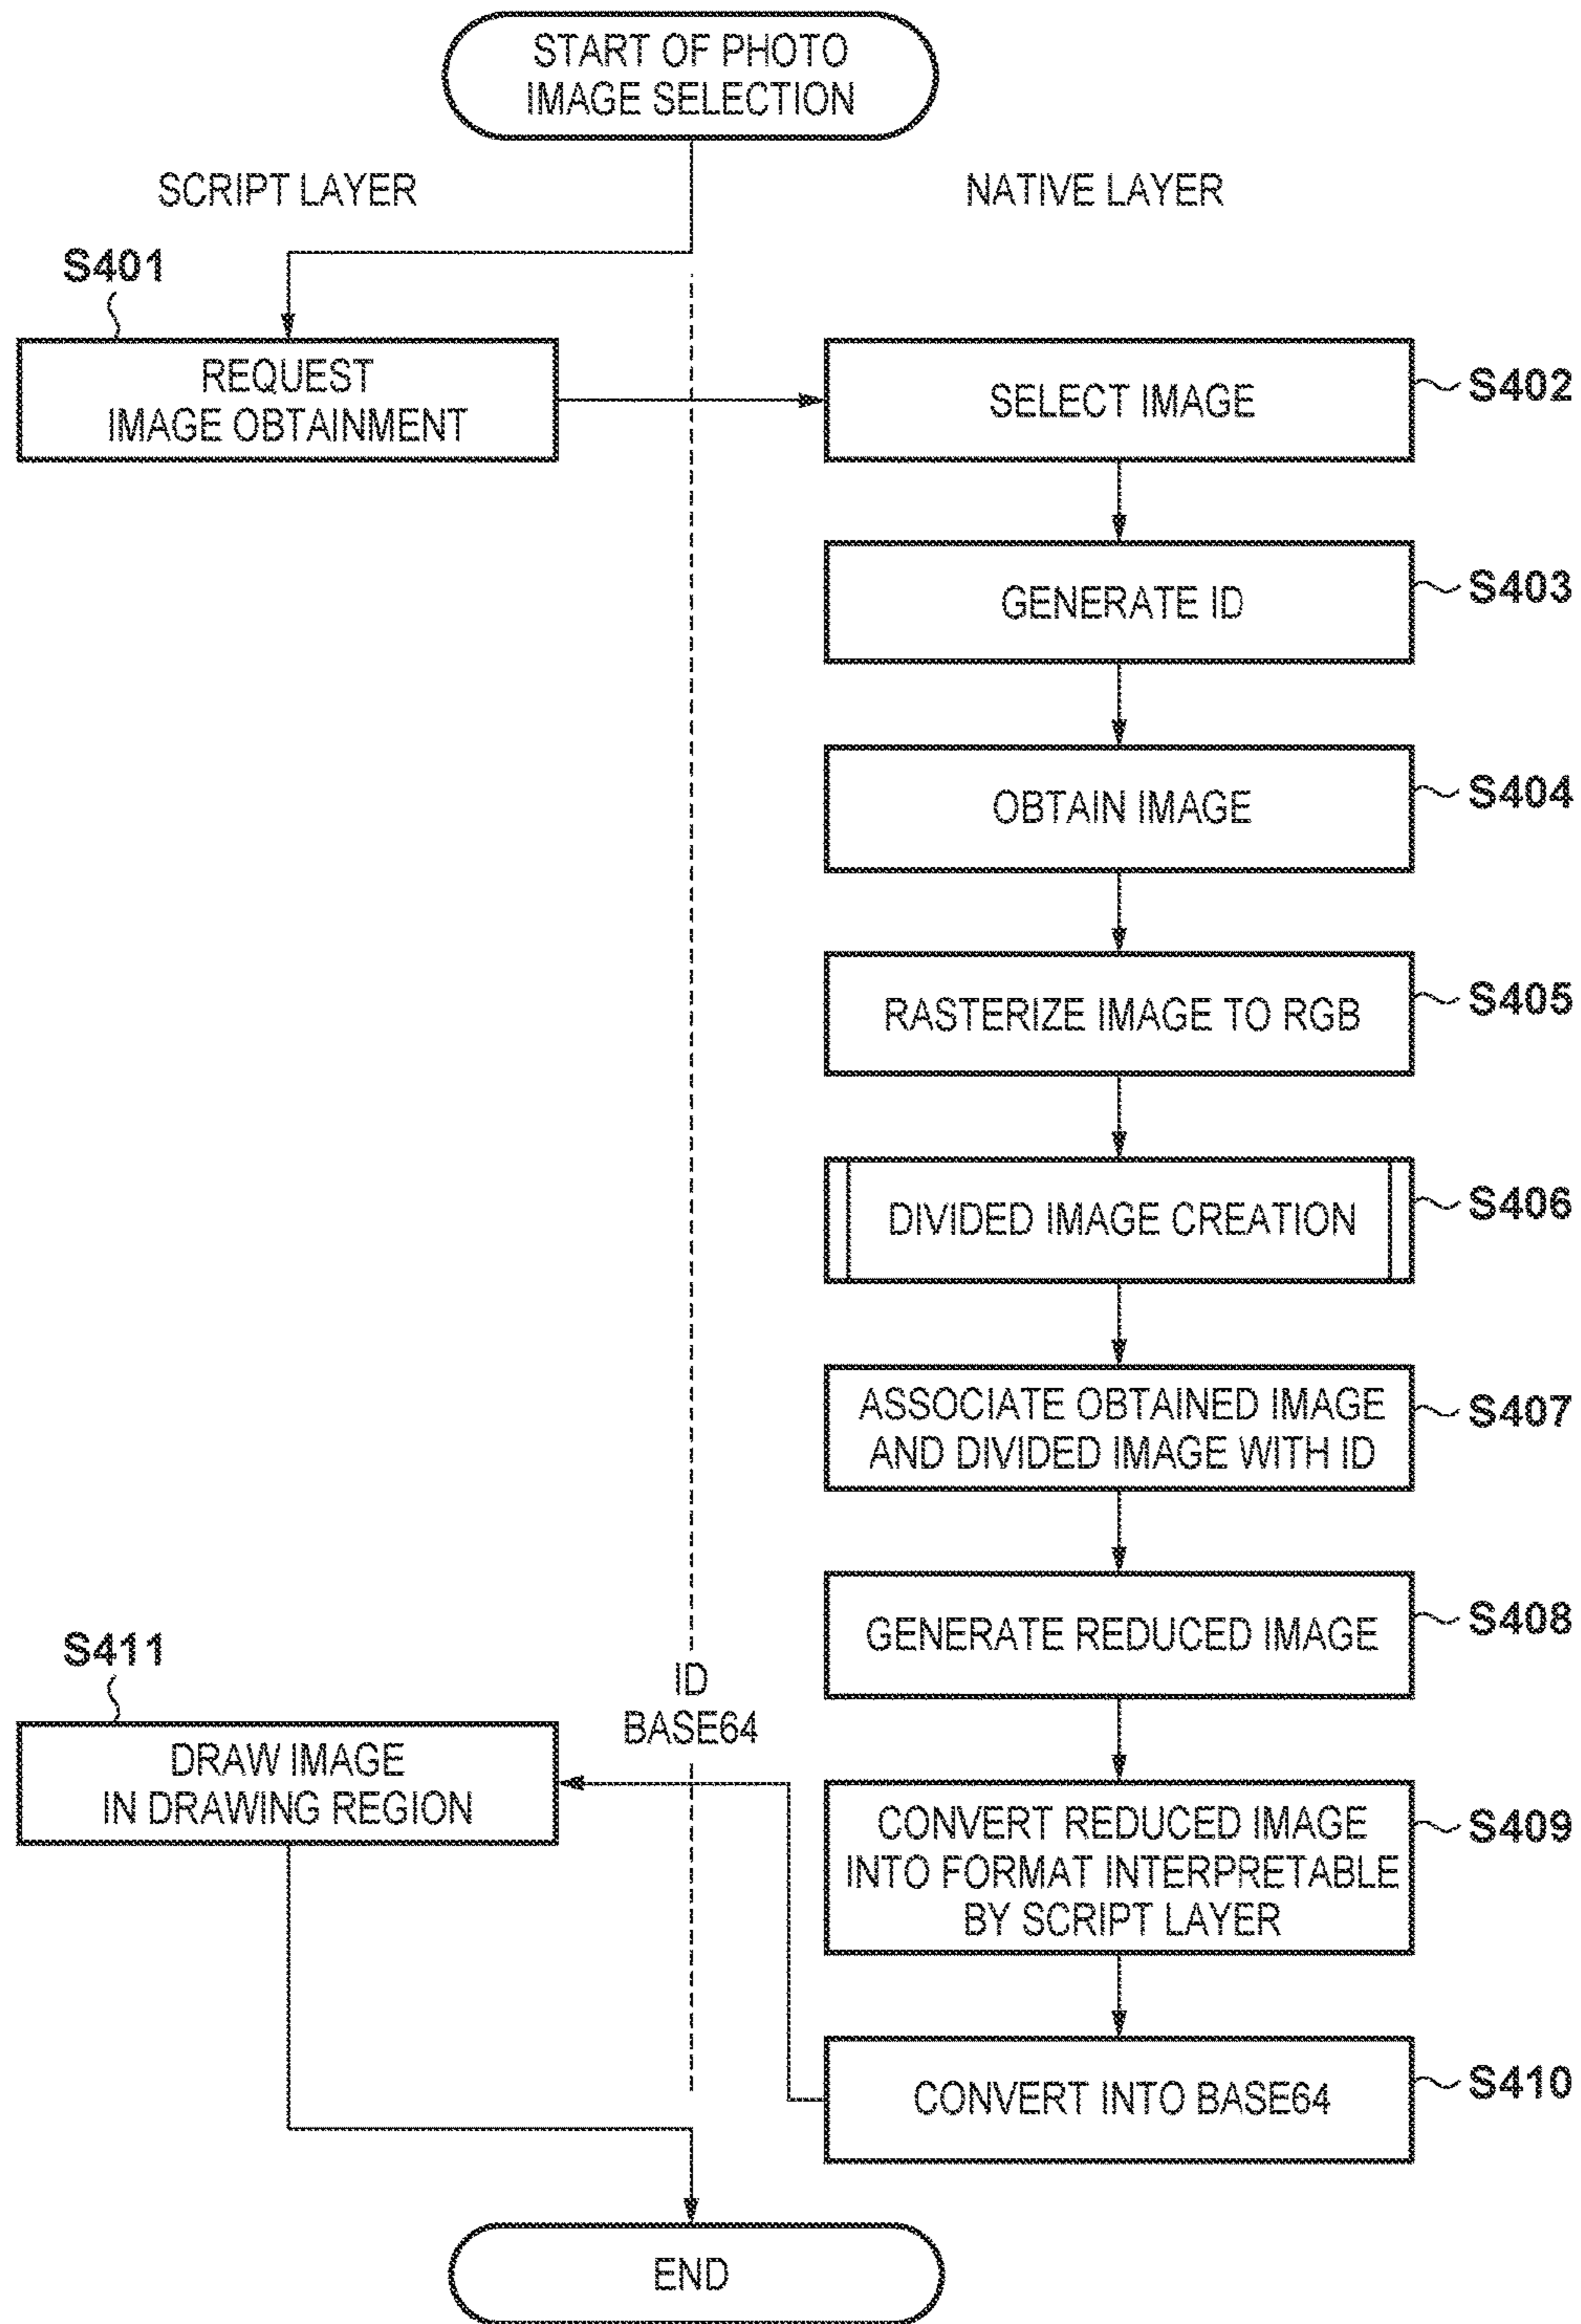 START OF PHOTO
IMAGE SELECTION
SCRIPT LAYER
NATIVE LAYER
S401
REQUEST
IMAGE OBTAINMENT
SELECT IMAGE
S402
GENERATE ID
S403
OBTAIN IMAGE
S404
RASTERIZE IMAGE TO RGB
S405
DIVIDED IMAGE CREATION
S406
ASSOCIATE OBTAINED IMAGE
AND DIVIDED IMAGE WITH ID
S407
GENERATE REDUCED IMAGE
S408
S411
ID
BASE64
DRAW IMAGE
IN DRAWING REGION
CONVERT REDUCED IMAGE
INTO FORMAT INTERPRETABLE
BY SCRIPT LAYER
S409
CONVERT INTO BASE64
S410
END